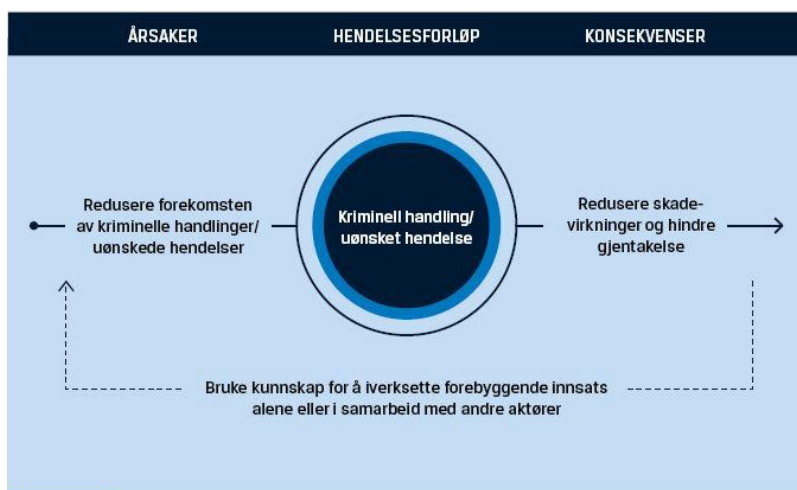 ÅRSAKER
HENDELSESFORLØP
KONSEKVENSER
Redusere forekomsten
av kriminelle handlinger/
uønskede hendelser
Kriminell handling/
uønsket hendelse
Redusere skade-
virkninger og hindre
gjentakelse
Bruke kunnskap for å iverksette forebyggende innsats
alene eller i samarbeid med andre aktører